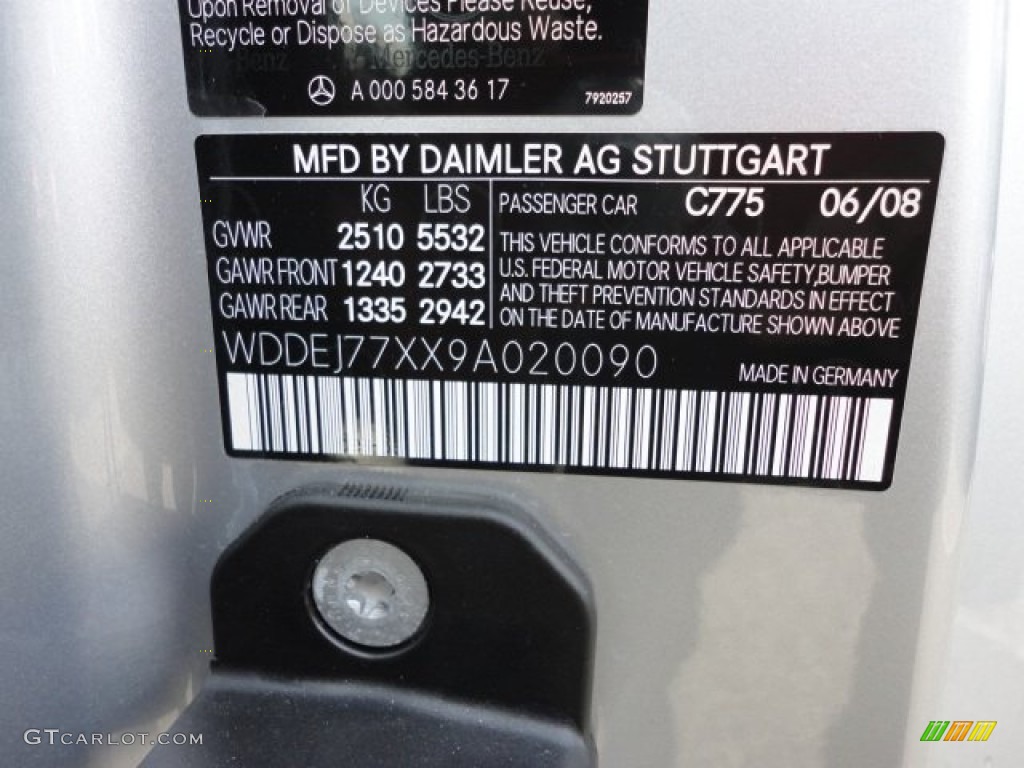 Upon Removal of Devices Please Reuse,
Recycle or Dispose as Hazardous Waste.
Mercedes-Benz
A 000 584 36 17
7920257
MFD BY DAIMLER AG STUTTGART
KG LBS
GVWR 2510 5532
GAWR FRONT 1240 2733
GAWR REAR 1335 2942
PASSENGER CAR C775 06/08
THIS VEHICLE CONFORMS TO ALL APPLICABLE
U.S. FEDERAL MOTOR VEHICLE SAFETY,BUMPER
AND THEFT PREVENTION STANDARDS IN EFFECT
ON THE DATE OF MANUFACTURE SHOWN ABOVE
WDDEJ77XX9A020090
MADE IN GERMANY
GTCARLOT.COM